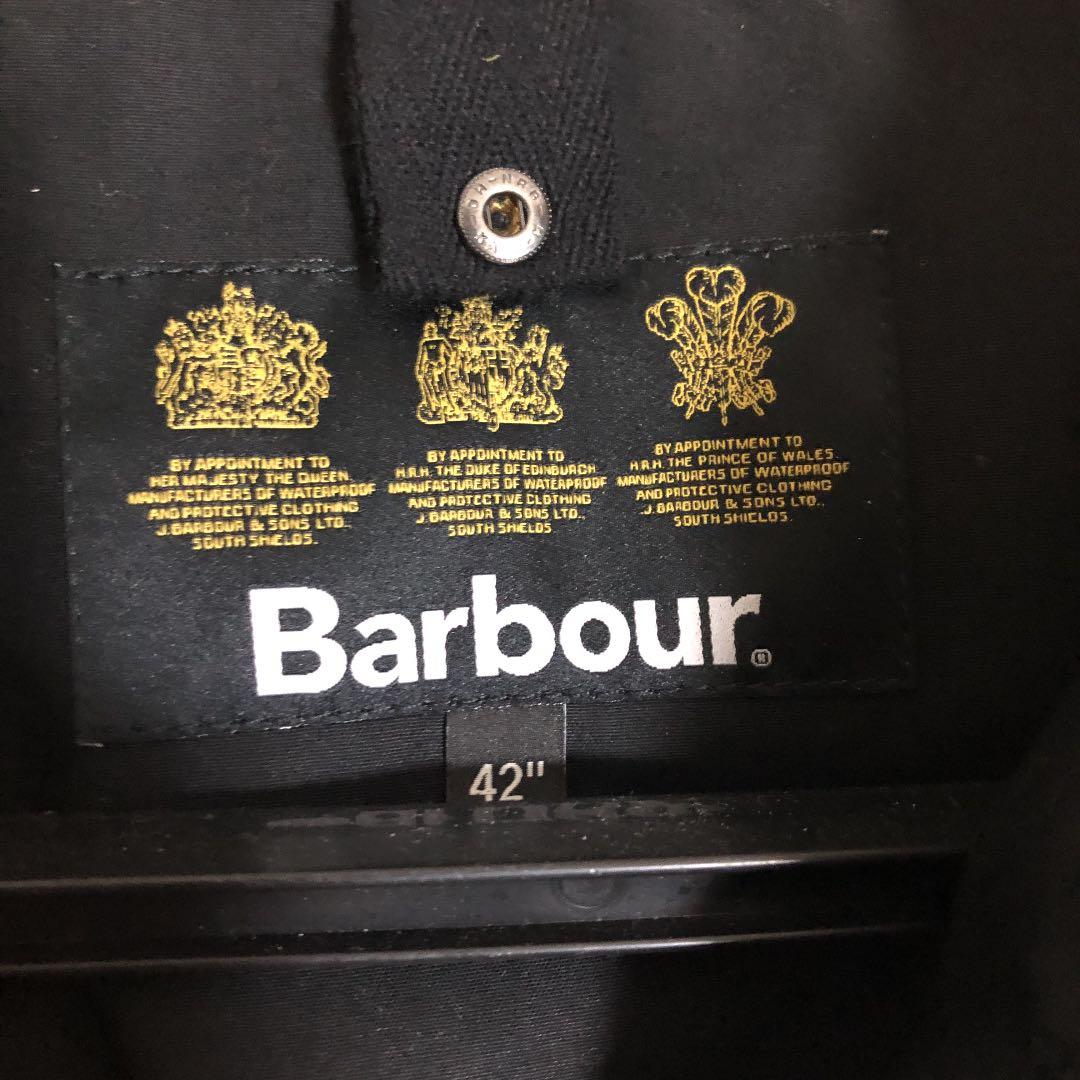 BY APPOINTMENT TO
HER MAJESTY THE QUEEN
MANUFACTURERS OF WATERPROOF
AND PROTECTIVE CLOTHING
J.BARBOUR & SONS LTD.,
SOUTH SHIELDS.
BY APPOINTMENT TO
H.R.H. THE DUKE OF EDINBURGH
MANUFACTURERS OF WATERPROOF
AND PROTECTIVE CLOTHING
J.BARBOUR & SONS LTD.,
SOUTH SHIELDS
BY APPOINTMENT TO
H.R.H. THE PRINCE OF WALES
MANUFACTURERS OF WATERPROOF
AND PROTECTIVE CLOTHING
J.BARBOUR & SONS LTD.,
SOUTH SHIELDS.
Barbour®
42"